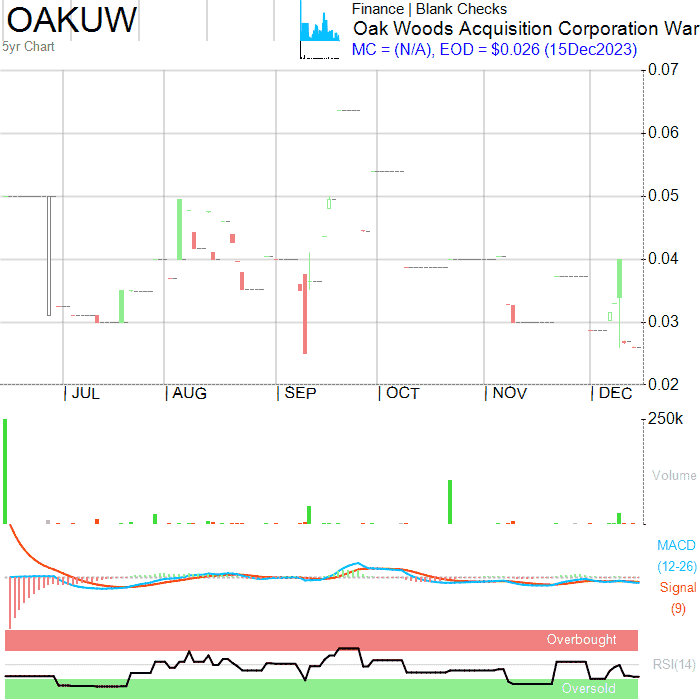 OAKUW
5yr Chart
Finance | Blank Checks
Oak Woods Acquisition Corporation War
MC = (N/A), EOD = $0.026 (15Dec2023)
0.07
0.06
0.05
0.04
0.03
0.02
| JUL | AUG | SEP | OCT | NOV | DEC
250k
Volume
MACD
(12-26)
Signal
(9)
Overbought
RSI(14)
Oversold